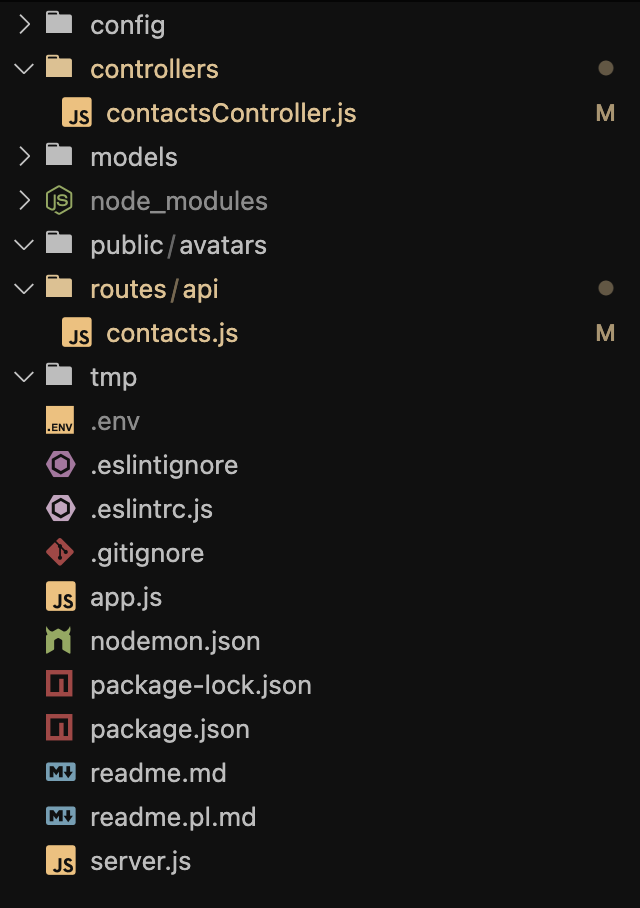 config
controllers
JS contactsController.js M
models
JS node_modules
public/avatars
routes/api
JS contacts.js M
tmp
.ENV .env
.eslintignore
.eslintrc.js
.gitignore
JS app.js
nodemon.json
package-lock.json
package.json
M readme.md
M readme.pl.md
JS server.js